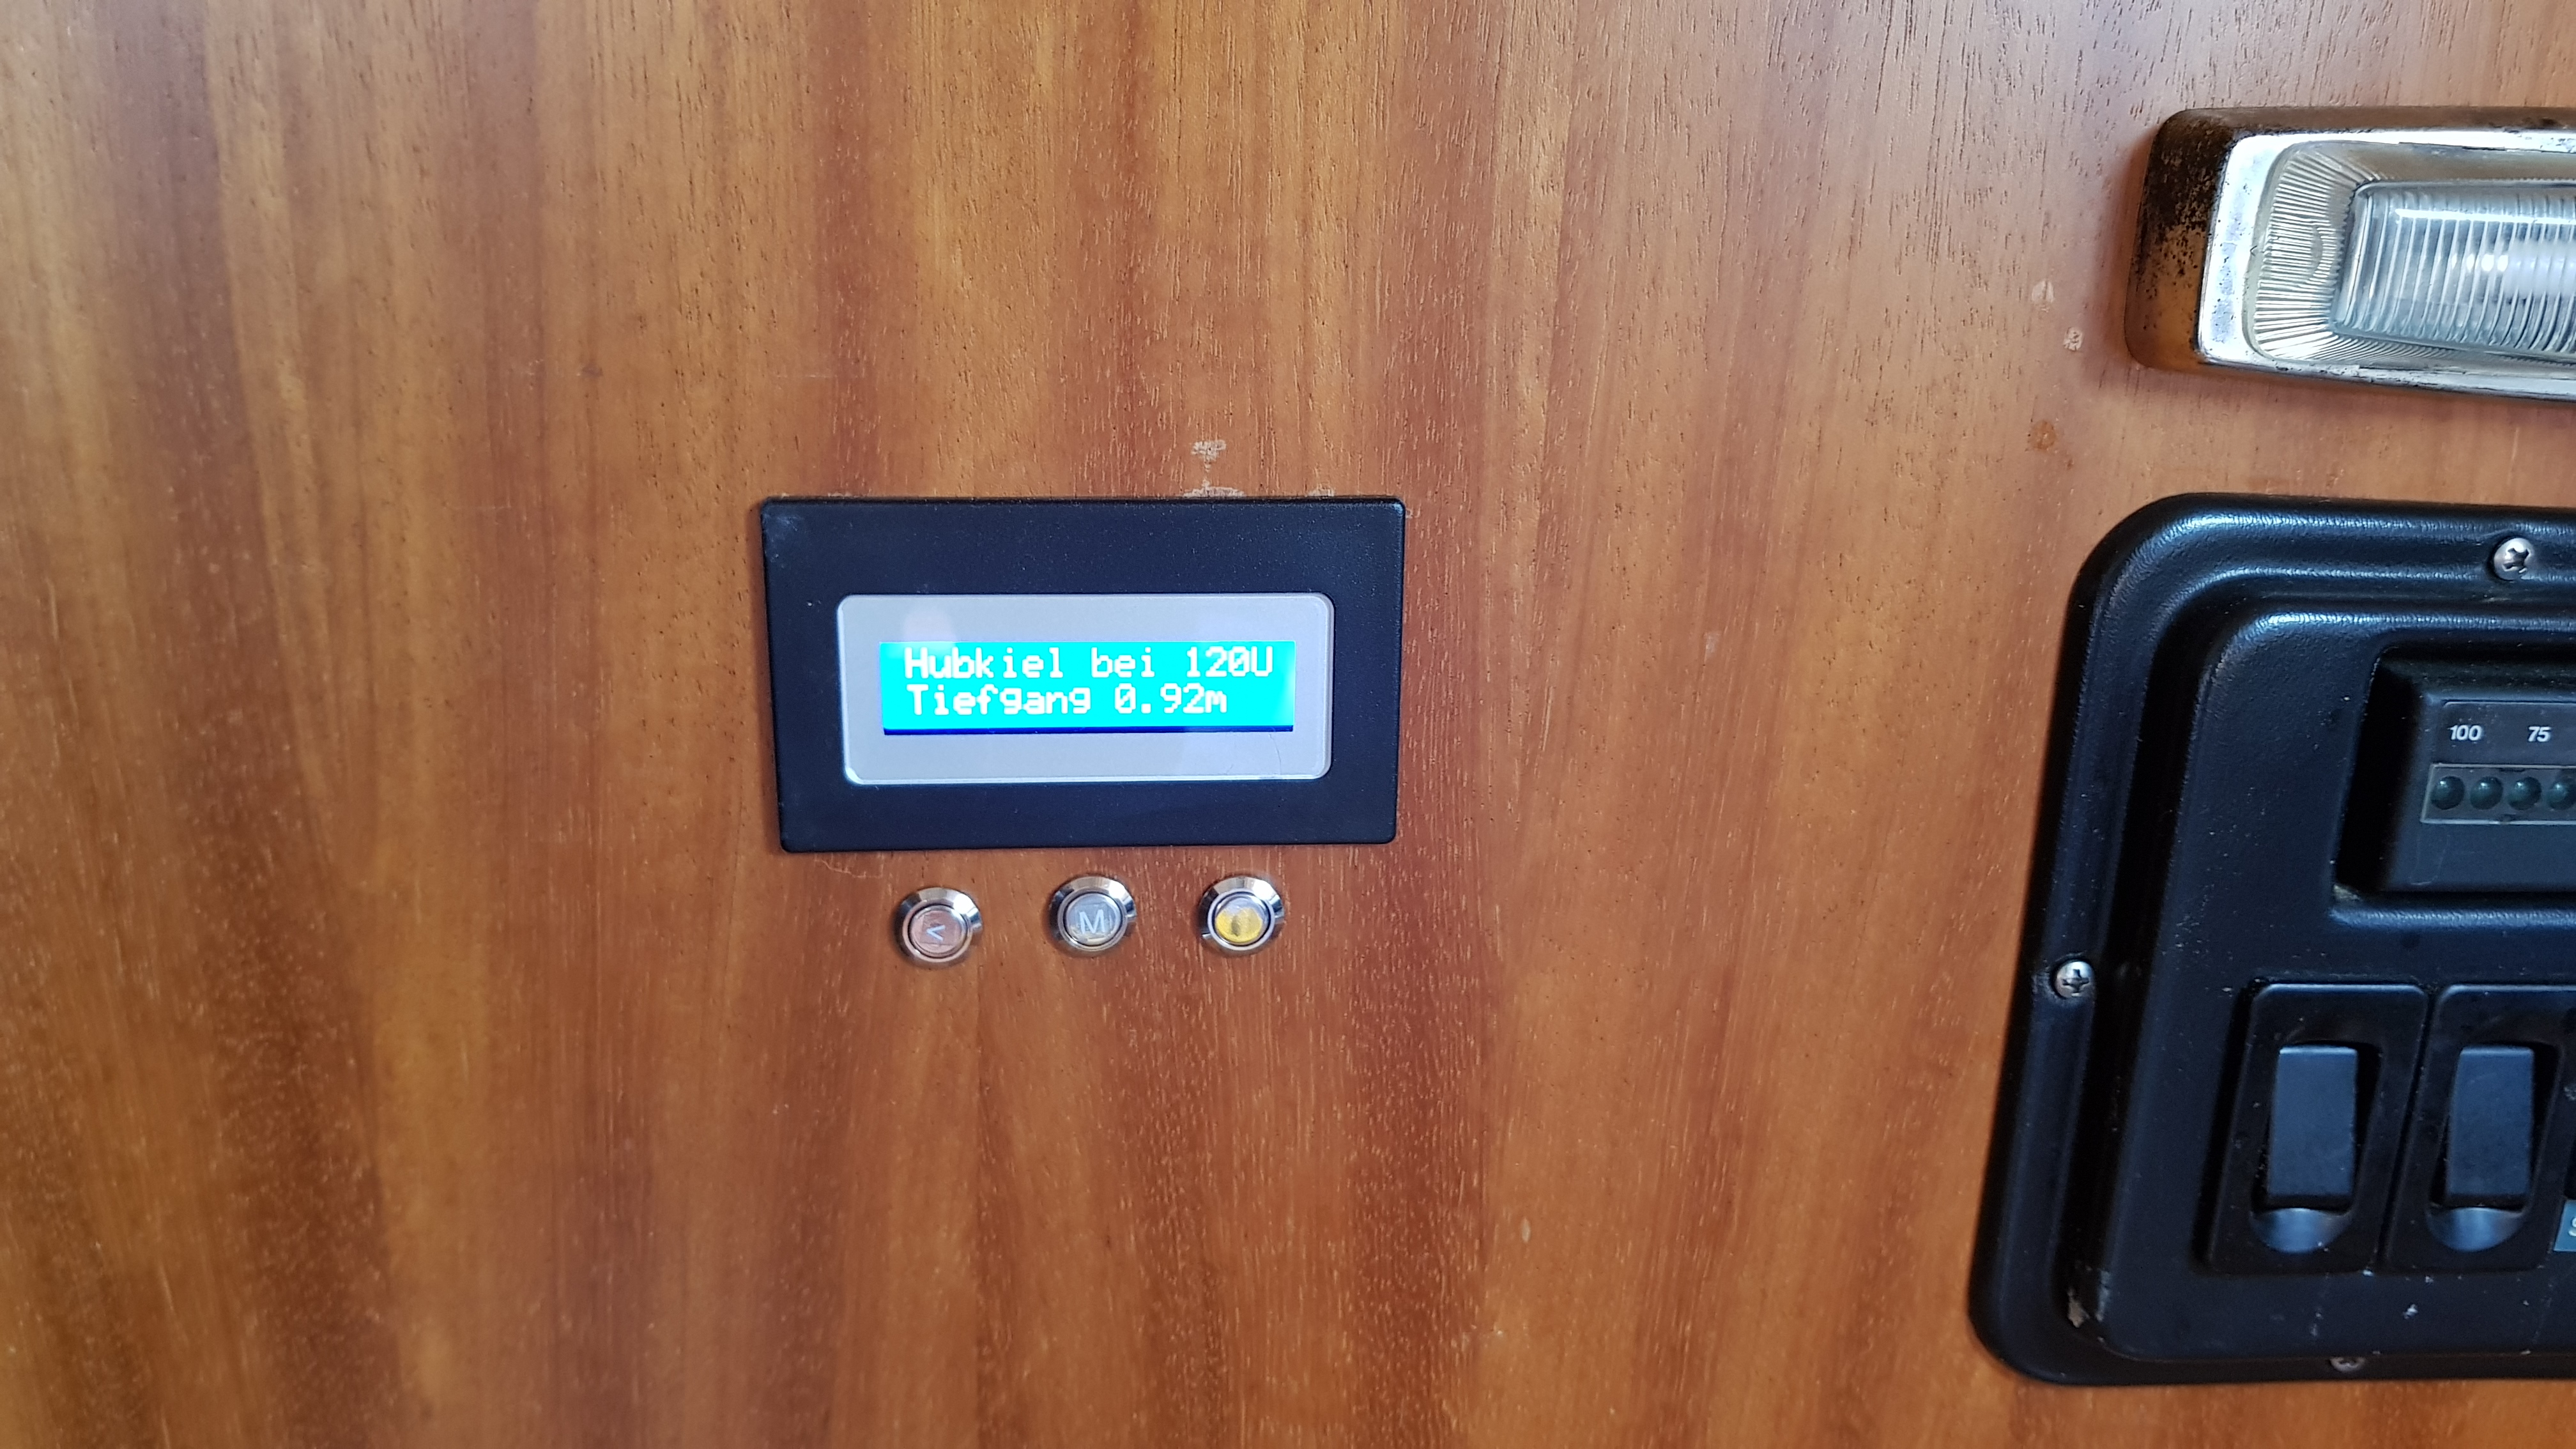 Hubkiel bei 120U
Tiefgang 0.92m
< M
100 75